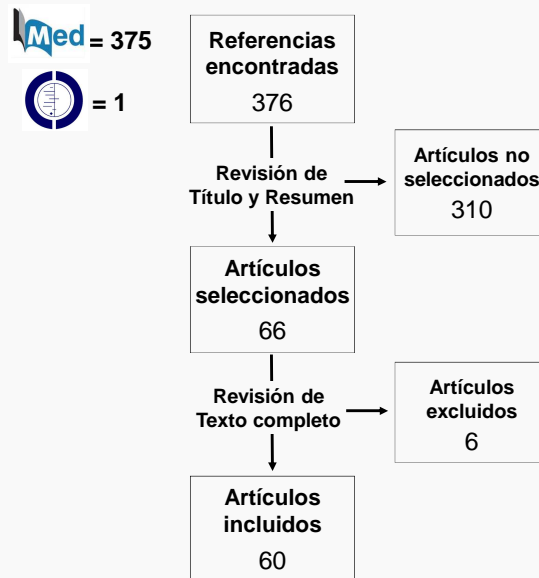 Med = 375
= 1
Referencias
encontradas
376
Revisión de
Título y Resumen
Artículos no
seleccionados
310
Artículos
seleccionados
66
Revisión de
Texto completo
Artículos
excluidos
6
Artículos
incluidos
60